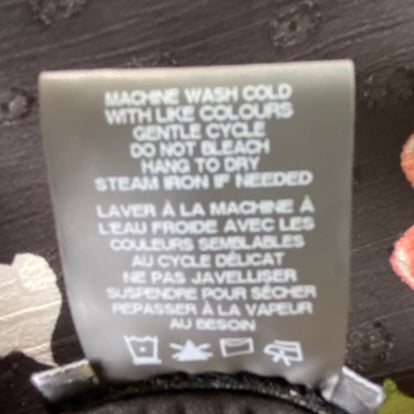 MACHINE WASH COLD
WITH LIKE COLOURS
GENTLE CYCLE
DO NOT BLEACH
HANG TO DRY
STEAM IRON IF NEEDED
LAVER À LA MACHINE À
L'EAU FROIDE AVEC LES
COULEURS SEMBLABLES
AU CYCLE DÉLICAT
NE PAS JAVELLISER
SUSPENDRE POUR SÉCHER
REPASSER À LA VAPEUR
AU BESOIN